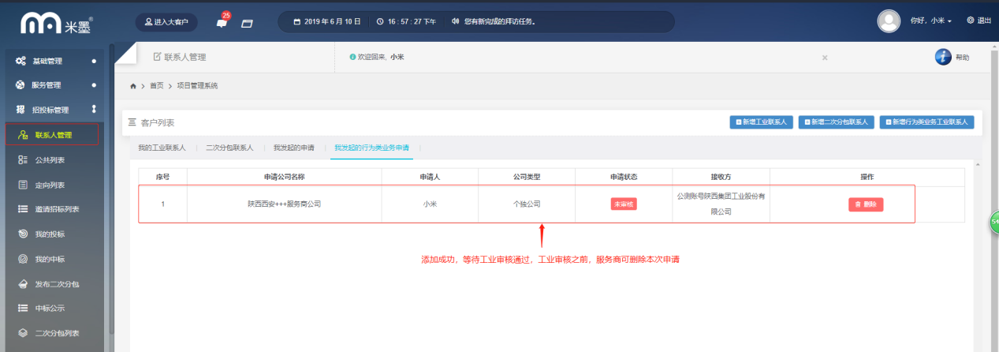 米墨®
进入大客户
25
2019 年 6 月 10 日
16 : 57 : 27 下午
您有新完成的拜访任务。
你好，小米
退出
基础管理
服务管理
招投标管理
联系人管理
公共列表
定向列表
邀请招标列表
我的投标
我的中标
发布二次分包
中标公示
二次分包列表
联系人管理
欢迎回来, 小米
×
帮助
首页 > 项目管理系统
客户列表
新增工业联系人
新增二次分包联系人
新增行为类业务工业联系人
我的工业联系人
二次分包联系人
我发起的申请
我发起的行为类业务申请
序号 申请公司名称 申请人 公司类型 申请状态 接收方 操作
1 陕西西安+++服务商公司 小米 个独公司 未审核 公测账号陕西集团工业股份有
限公司
删除
添加成功，等待工业审核通过，工业审核之前，服务商可删除本次申请